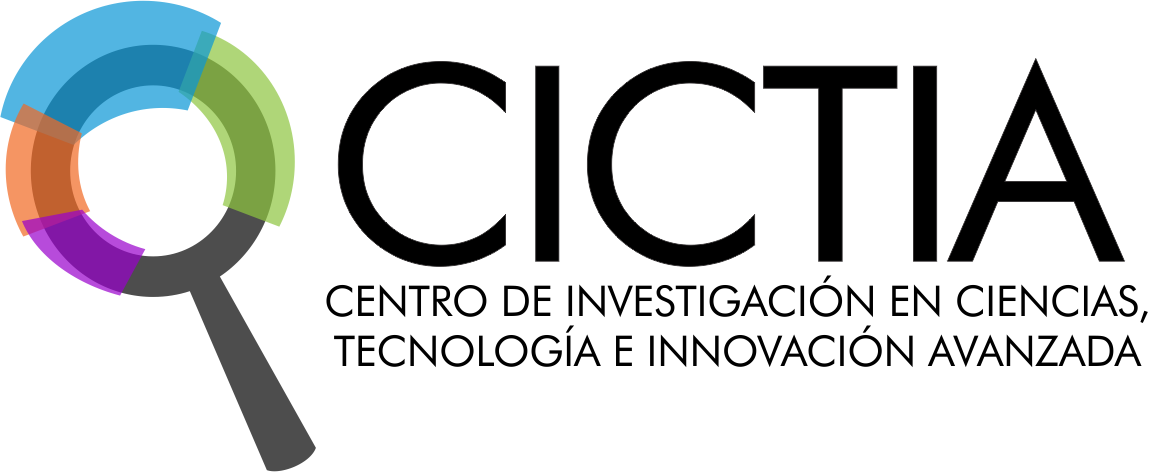 CICTIA
CENTRO DE INVESTIGACIÓN EN CIENCIAS,
TECNOLOGÍA E INNOVACIÓN AVANZADA